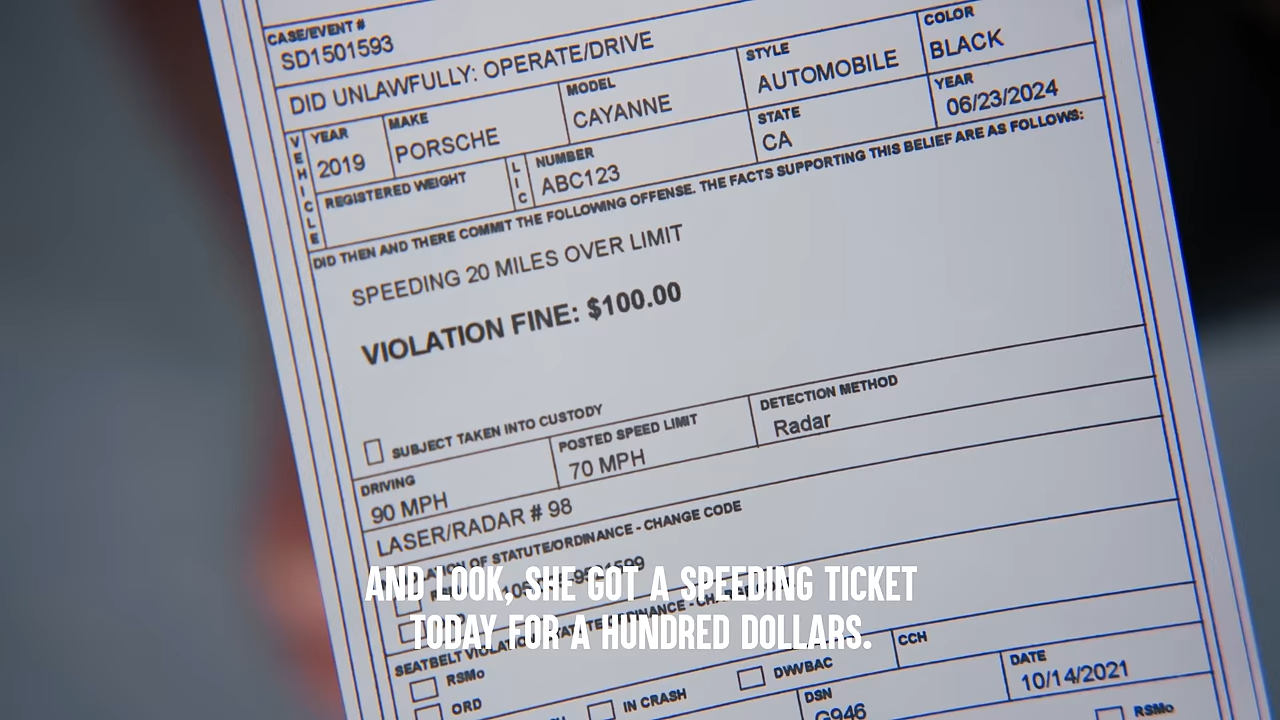 CASE/EVENT #
SD1501593
DID UNLAWFULLY: OPERATE/DRIVE
VEHICLE
YEAR
2019
MAKE
PORSCHE
MODEL
CAYANNE
STYLE
AUTOMOBILE
COLOR
BLACK
REGISTERED WEIGHT
LIC
NUMBER
ABC123
STATE
CA
YEAR
06/23/2024
DID THEN AND THERE COMMIT THE FOLLOWING OFFENSE. THE FACTS SUPPORTING THIS BELIEF ARE AS FOLLOWS:
SPEEDING 20 MILES OVER LIMIT
VIOLATION FINE: $100.00
SUBJECT TAKEN INTO CUSTODY
DRIVING
90 MPH
POSTED SPEED LIMIT
70 MPH
DETECTION METHOD
Radar
LASER/RADAR # 98
OF STATUTE/ORDINANCE - CHANGE CODE
AND LOOK, SHE GOT A SPEEDING TICKET
TODAY FOR A HUNDRED DOLLARS.
SEATBELT
RSMo
ORD
IN CRASH
DWI/BAC
CCH
DSN
G946
DATE
10/14/2021
RSMo